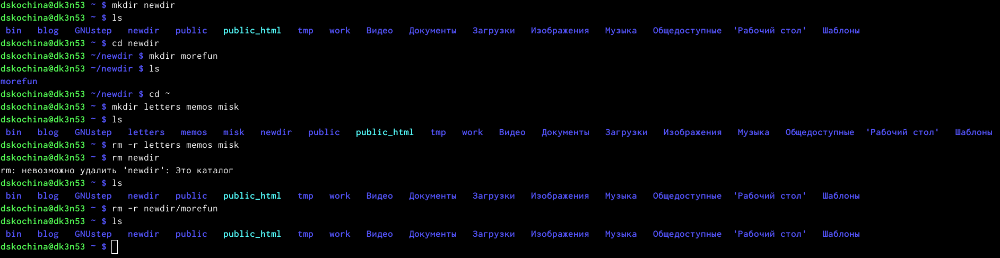 dskochina@dk3n53 ~ $ mkdir newdir
dskochina@dk3n53 ~ $ ls
bin blog GNUstep newdir public public_html tmp work Видео Документы Загрузки Изображения Музыка Общедоступные 'Рабочий стол' Шаблоны
dskochina@dk3n53 ~ $ cd newdir
dskochina@dk3n53 ~/newdir $ mkdir morefun
dskochina@dk3n53 ~/newdir $ ls
morefun
dskochina@dk3n53 ~/newdir $ cd ~
dskochina@dk3n53 ~ $ mkdir letters memos misk
dskochina@dk3n53 ~ $ ls
bin blog GNUstep letters memos misk newdir public public_html tmp work Видео Документы Загрузки Изображения Музыка Общедоступные 'Рабочий стол' Шаблоны
dskochina@dk3n53 ~ $ rm -r letters memos misk
dskochina@dk3n53 ~ $ rm newdir
rm: невозможно удалить 'newdir': Это каталог
dskochina@dk3n53 ~ $ ls
bin blog GNUstep newdir public public_html tmp work Видео Документы Загрузки Изображения Музыка Общедоступные 'Рабочий стол' Шаблоны
dskochina@dk3n53 ~ $ rm -r newdir/morefun
dskochina@dk3n53 ~ $ ls
bin blog GNUstep newdir public public_html tmp work Видео Документы Загрузки Изображения Музыка Общедоступные 'Рабочий стол' Шаблоны
dskochina@dk3n53 ~ $